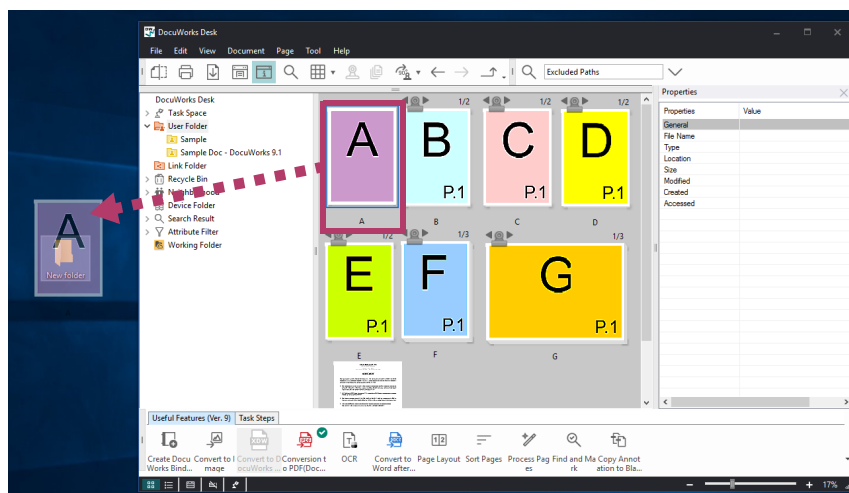 DocuWorks Desk
File Edit View Document Page Tool Help
Excluded Paths
DocuWorks Desk
Task Space
User Folder
Sample
Sample Doc - DocuWorks 9.1
Link Folder
Recycle Bin
Neighborhood
Device Folder
Search Result
Attribute Filter
Working Folder
A
New folder
1/2 1/2 1/2
A B C D
P.1 P.1 P.1
A B C D
1/2 1/3 1/3
E F G
P.1 P.1 P.1
E F G
Properties
Properties Value
General
File Name
Type
Location
Size
Modified
Created
Accessed
Useful Features (Ver. 9) Task Steps
Create Docu
Works Bind...
Convert to I
mage
Convert to D
ocuWorks ...
Conversion t
o PDF(Doc...
OCR
Convert to
Word after...
Page Layout
Sort Pages
Process Pag
es
Find and Ma
rk
Copy Annot
ation to Bla...
17%